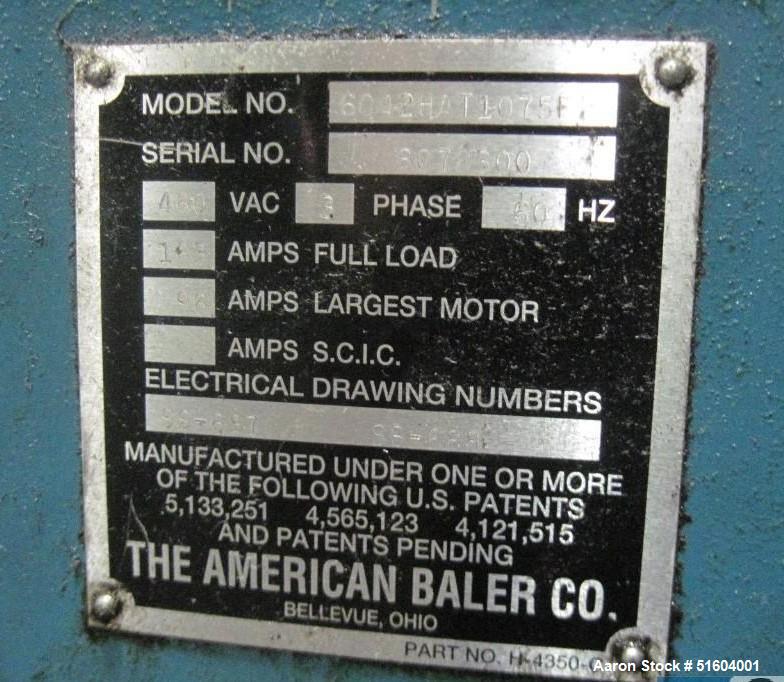 MODEL NO.
SERIAL NO.
VAC 3 PHASE 60 HZ
AMPS FULL LOAD
AMPS LARGEST MOTOR
AMPS S.C.I.C.
ELECTRICAL DRAWING NUMBERS
MANUFACTURED UNDER ONE OR MORE
OF THE FOLLOWING U.S. PATENTS
5,133,251 4,565,123 4,121,515
AND PATENTS PENDING
THE AMERICAN BALER CO.
BELLEVUE, OHIO
PART NO.
Aaron Stock # 51604001